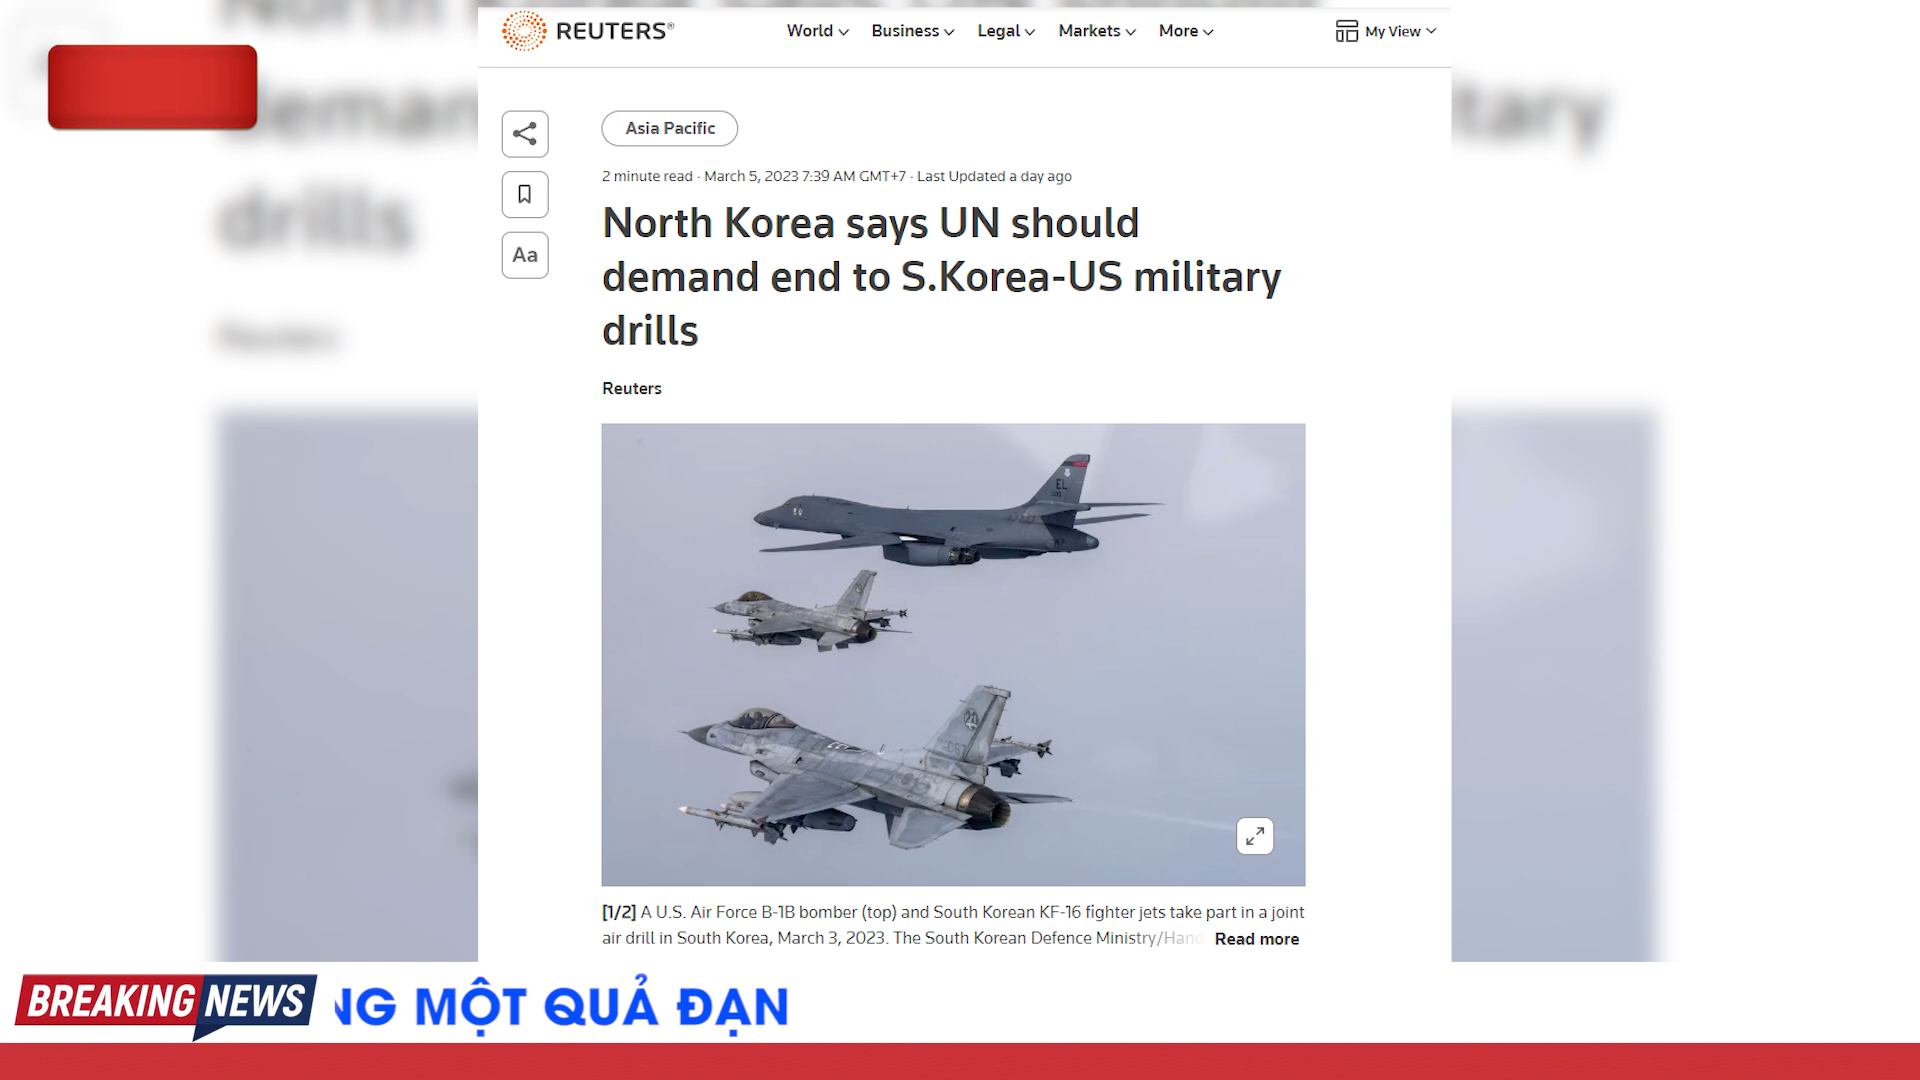 REUTERS®
World
Business
Legal
Markets
More
My View
Asia Pacific
2 minute read · March 5, 2023 7:39 AM GMT+7 · Last Updated a day ago
Aa
North Korea says UN should
demand end to S.Korea-US military
drills
Reuters
EL
[1/2] A U.S. Air Force B-1B bomber (top) and South Korean KF-16 fighter jets take part in a joint
air drill in South Korea, March 3, 2023. The South Korean Defence Ministry/Hand
Read more
BREAKING NEWS
NG MỘT QUẢ ĐẠN